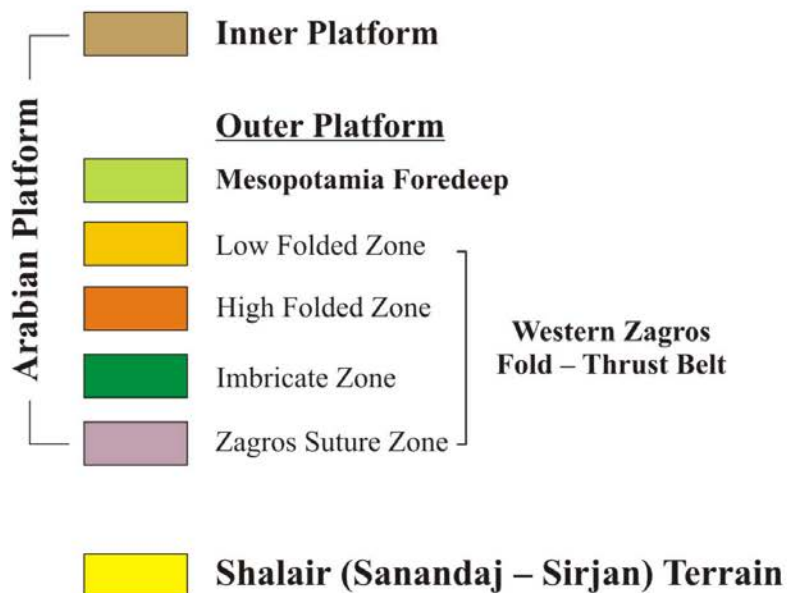 Inner Platform
Outer Platform
Mesopotamia Foredeep
Low Folded Zone
High Folded Zone
Imbricate Zone
Zagros Suture Zone
Arabian Platform
Western Zagros
Fold – Thrust Belt
Shalair (Sanandaj – Sirjan) Terrain